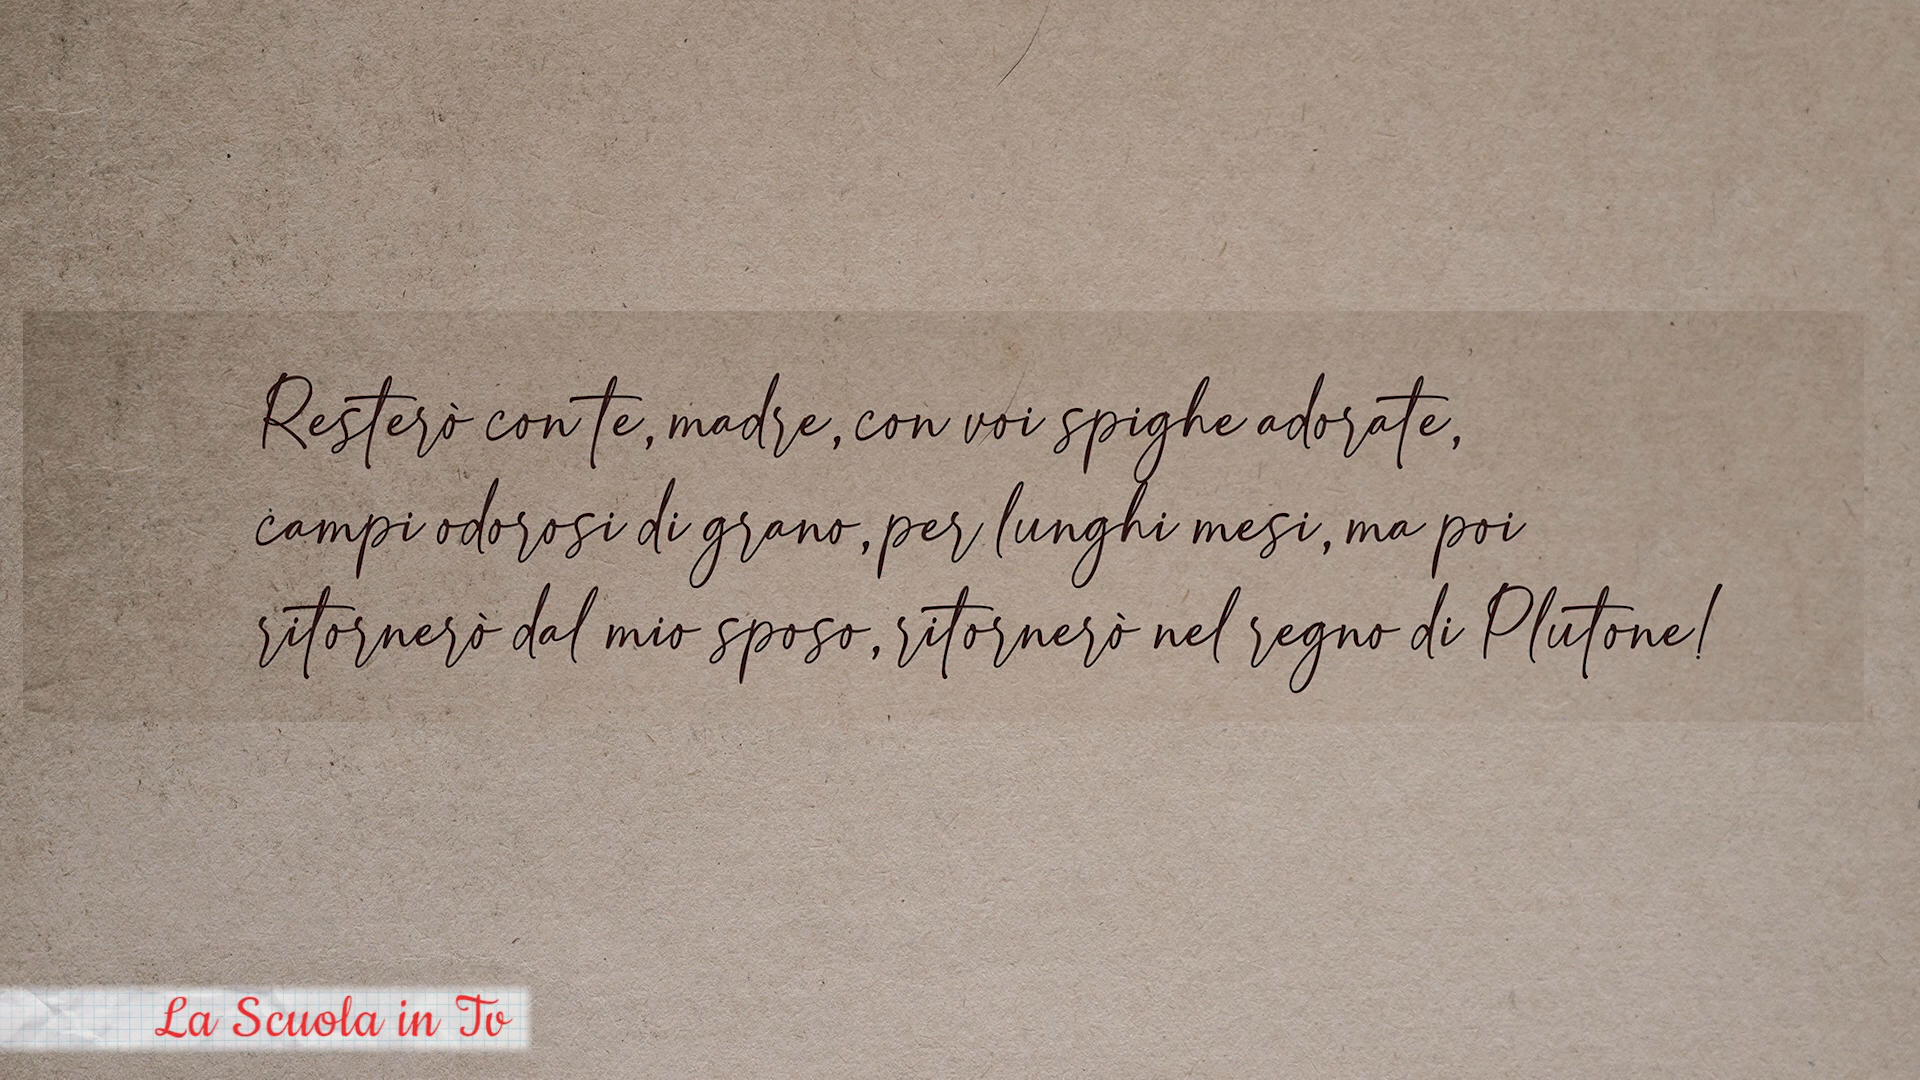 Resterò con te, madre, con voi spighe adorate,
campi odorosi di grano, per lunghi mesi, ma poi
ritornerò dal mio sposo, ritornerò nel regno di Plutone!
La Scuola in Tv